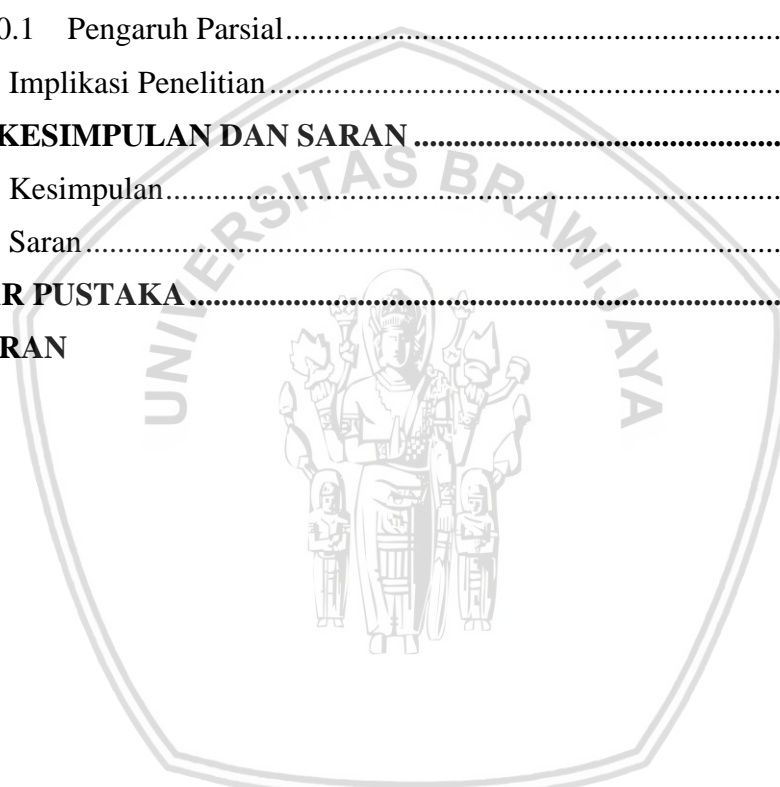 0.1 Pengaruh Parsial....................................................................
Implikasi Penelitian....................................................................
KESIMPULAN DAN SARAN....................................................................
Kesimpulan....................................................................
Saran....................................................................
R PUSTAKA....................................................................
RAN
UNIVERSITAS BRAWIJAYA